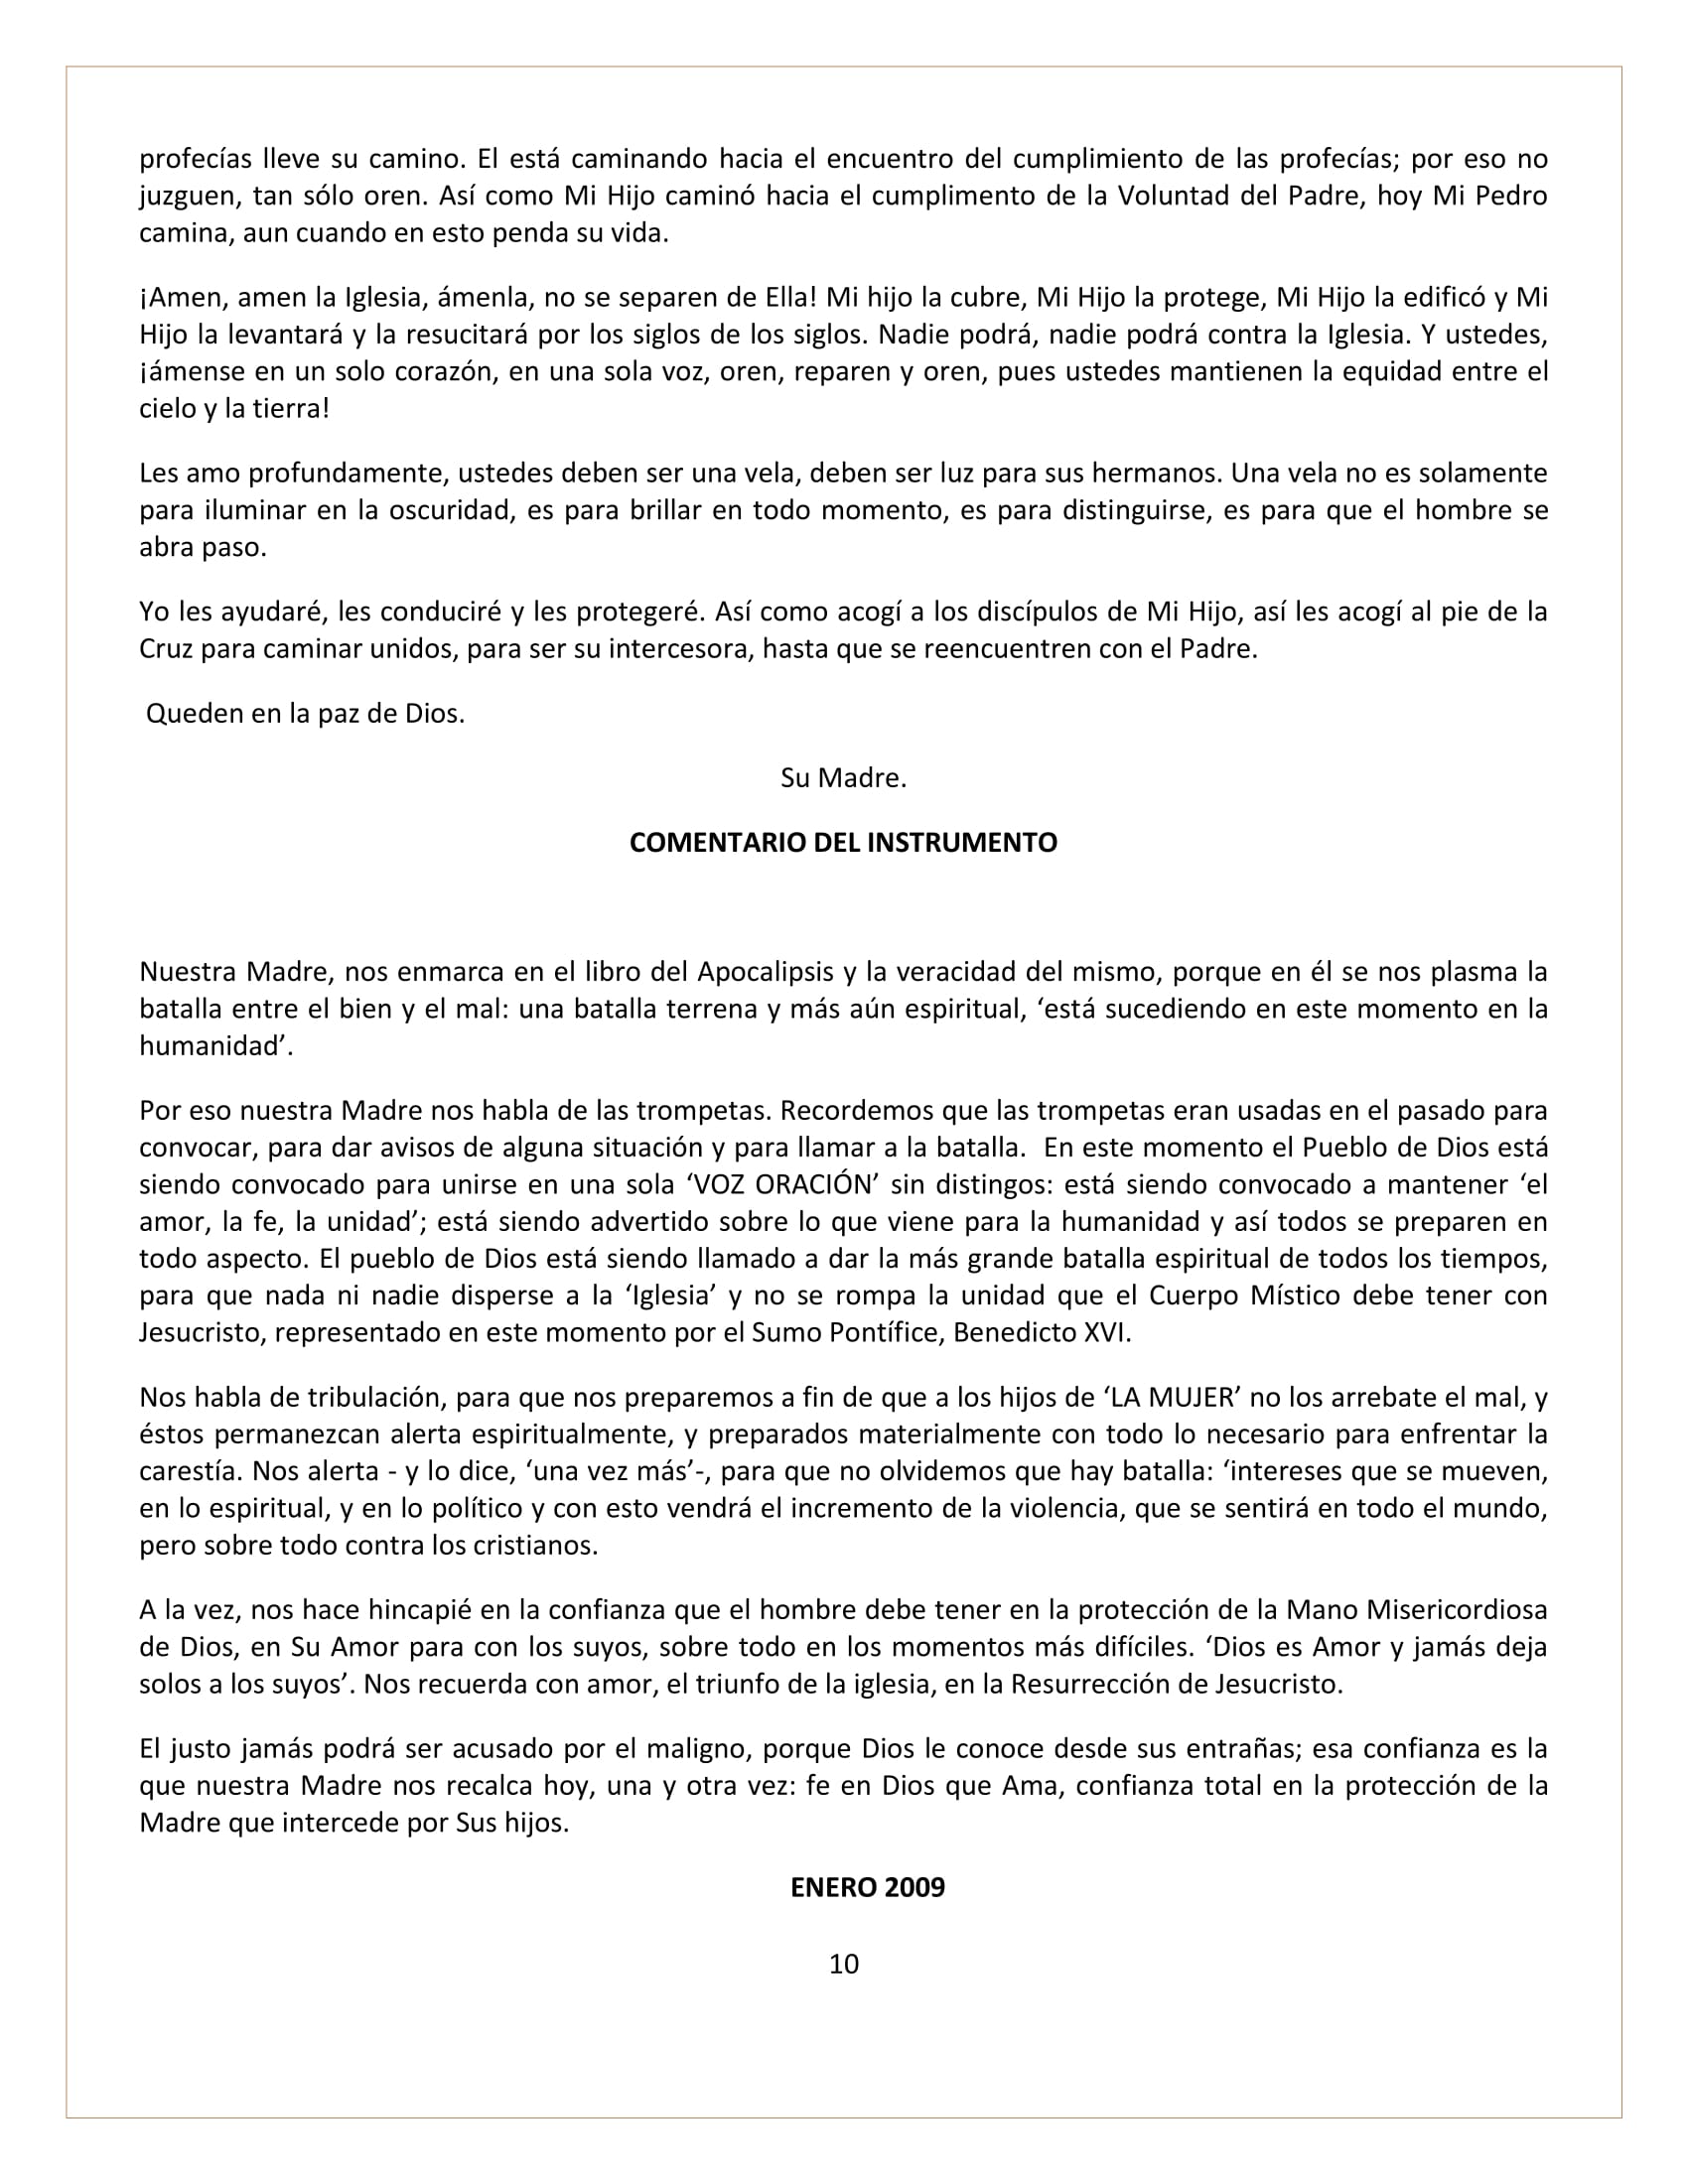 profecías lleve su camino. El está caminando hacia el encuentro del cumplimiento de las profecías; por eso no
juzguen, tan sólo oren. Así como Mi Hijo caminó hacia el cumplimento de la Voluntad del Padre, hoy Mi Pedro
camina, aun cuando en esto penda su vida.
¡Amen, amen la Iglesia, ámenla, no se separen de Ella! Mi hijo la cubre, Mi Hijo la protege, Mi Hijo la edificó y Mi
Hijo la levantará y la resucitará por los siglos de los siglos. Nadie podrá, nadie podrá contra la Iglesia. Y ustedes,
¡ámense en un solo corazón, en una sola voz, oren, reparen y oren, pues ustedes mantienen la equidad entre el
cielo y la tierra!
Les amo profundamente, ustedes deben ser una vela, deben ser luz para sus hermanos. Una vela no es solamente
para iluminar en la oscuridad, es para brillar en todo momento, es para distinguirse, es para que el hombre se
abra paso.
Yo les ayudaré, les conduciré y les protegeré. Así como acogí a los discípulos de Mi Hijo, así les acogí al pie de la
Cruz para caminar unidos, para ser su intercesora, hasta que se reencuentren con el Padre.
Queden en la paz de Dios.
Su Madre.
COMENTARIO DEL INSTRUMENTO
Nuestra Madre, nos enmarca en el libro del Apocalipsis y la veracidad del mismo, porque en él se nos plasma la
batalla entre el bien y el mal: una batalla terrena y más aún espiritual, ‘está sucediendo en este momento en la
humanidad’.
Por eso nuestra Madre nos habla de las trompetas. Recordemos que las trompetas eran usadas en el pasado para
convocar, para dar avisos de alguna situación y para llamar a la batalla.  En este momento el Pueblo de Dios está
siendo convocado para unirse en una sola ‘VOZ ORACIÓN’ sin distingos: está siendo convocado a mantener ‘el
amor, la fe, la unidad’; está siendo advertido sobre lo que viene para la humanidad y así todos se preparen en
todo aspecto. El pueblo de Dios está siendo llamado a dar la más grande batalla espiritual de todos los tiempos,
para que nada ni nadie disperse a la ‘Iglesia’ y no se rompa la unidad que el Cuerpo Místico debe tener con
Jesucristo, representado en este momento por el Sumo Pontífice, Benedicto XVI.
Nos habla de tribulación, para que nos preparemos a fin de que a los hijos de ‘LA MUJER’ no los arrebate el mal, y
éstos permanezcan alerta espiritualmente, y preparados materialmente con todo lo necesario para enfrentar la
carestía. Nos alerta - y lo dice, ‘una vez más’-, para que no olvidemos que hay batalla: ‘intereses que se mueven,
en lo espiritual, y en lo político y con esto vendrá el incremento de la violencia, que se sentirá en todo el mundo,
pero sobre todo contra los cristianos.
A la vez, nos hace hincapié en la confianza que el hombre debe tener en la protección de la Mano Misericordiosa
de Dios, en Su Amor para con los suyos, sobre todo en los momentos más difíciles. ‘Dios es Amor y jamás deja
solos a los suyos’. Nos recuerda con amor, el triunfo de la iglesia, en la Resurrección de Jesucristo.
El justo jamás podrá ser acusado por el maligno, porque Dios le conoce desde sus entrañas; esa confianza es la
que nuestra Madre nos recalca hoy, una y otra vez: fe en Dios que Ama, confianza total en la protección de la
Madre que intercede por Sus hijos.
ENERO 2009
10